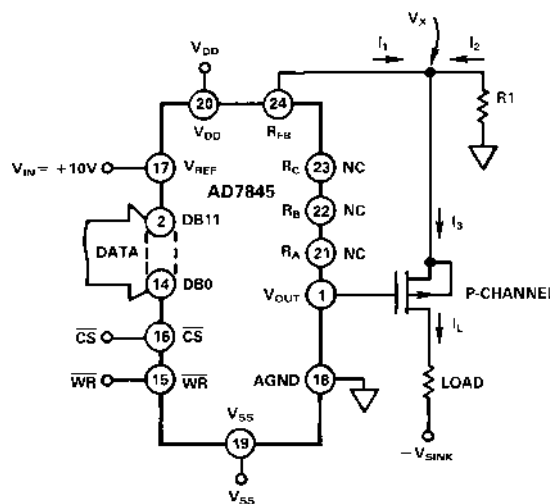 VX
I1 I2
VDD
20
VDD
24
RFB
R1
VIN = +10V
17
VREF
AD7845
RC
23
NC
2
DB11
RB
22
NC
DATA
RA
21
NC
I3
14
DB0
VOUT
1
P-CHANNEL
IL
CS
16
CS
WR
15
WR
AGND
18
LOAD
VSS
19
VSS
−VSINK